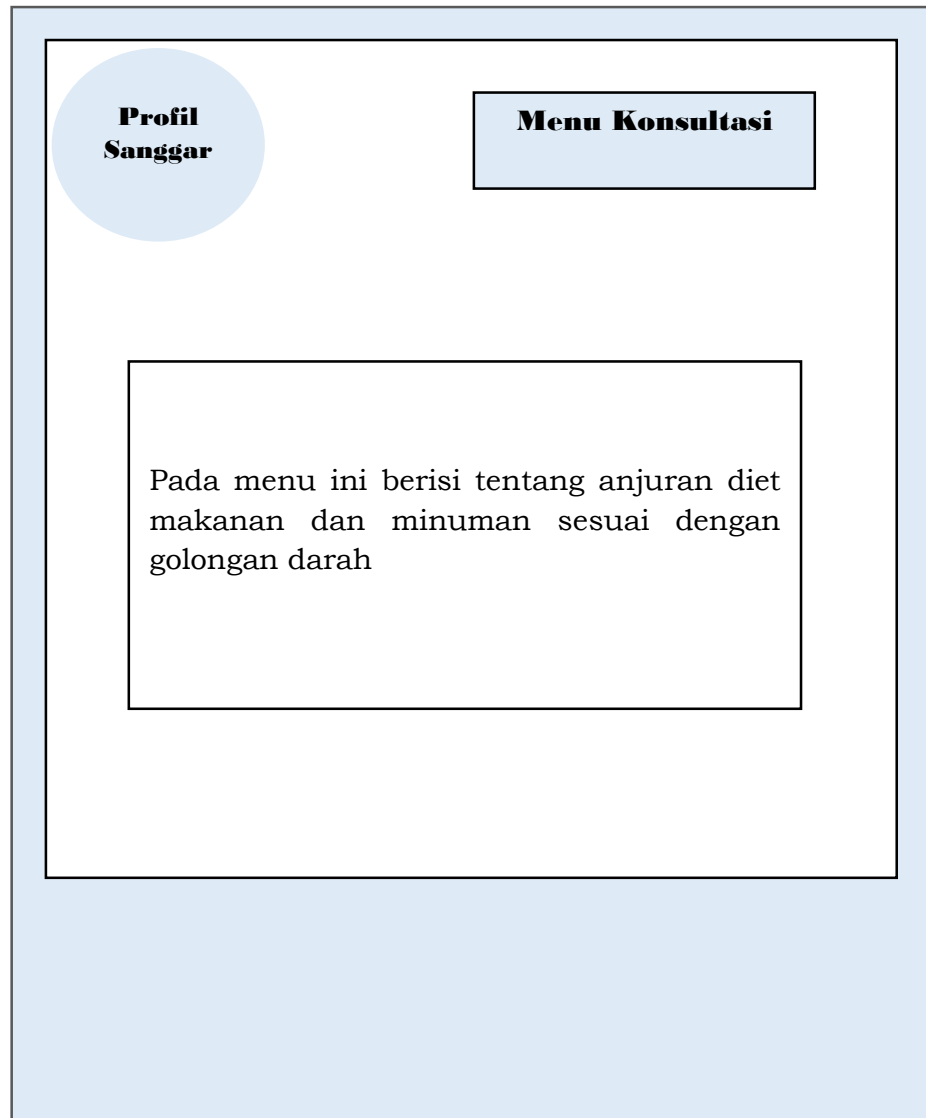 Profil
Sanggar
Menu Konsultasi
Pada menu ini berisi tentang anjuran diet
makanan dan minuman sesuai dengan
golongan darah